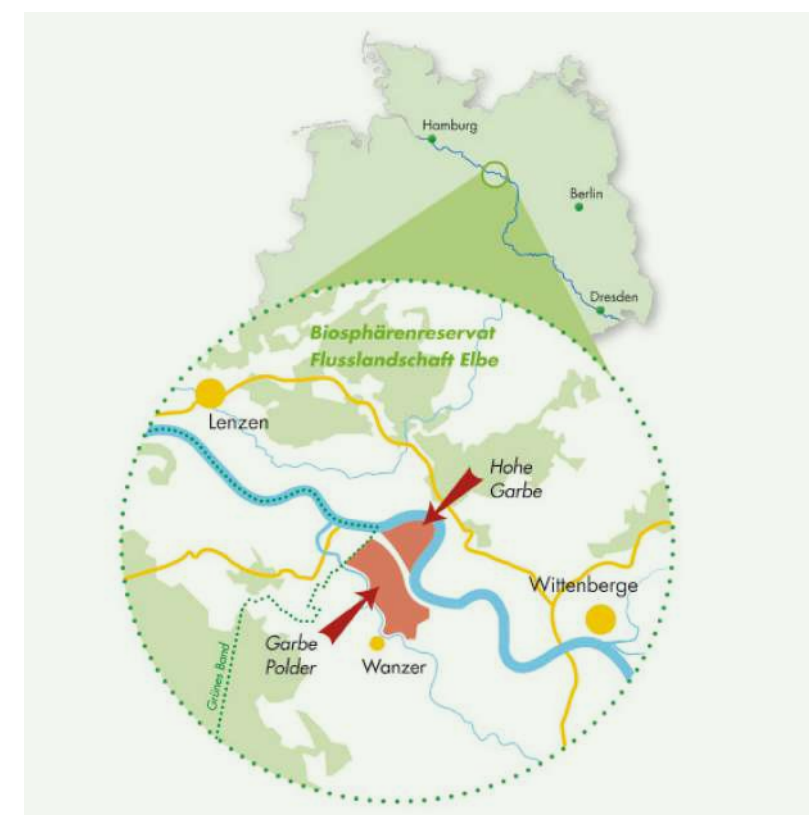 Hamburg
Berlin
Dresden
Biosphärenreservat
Flusslandschaft Elbe
Lenzen
Hohe
Garbe
Wittenberge
Garbe
Polder
Wanzer
Grünes Band